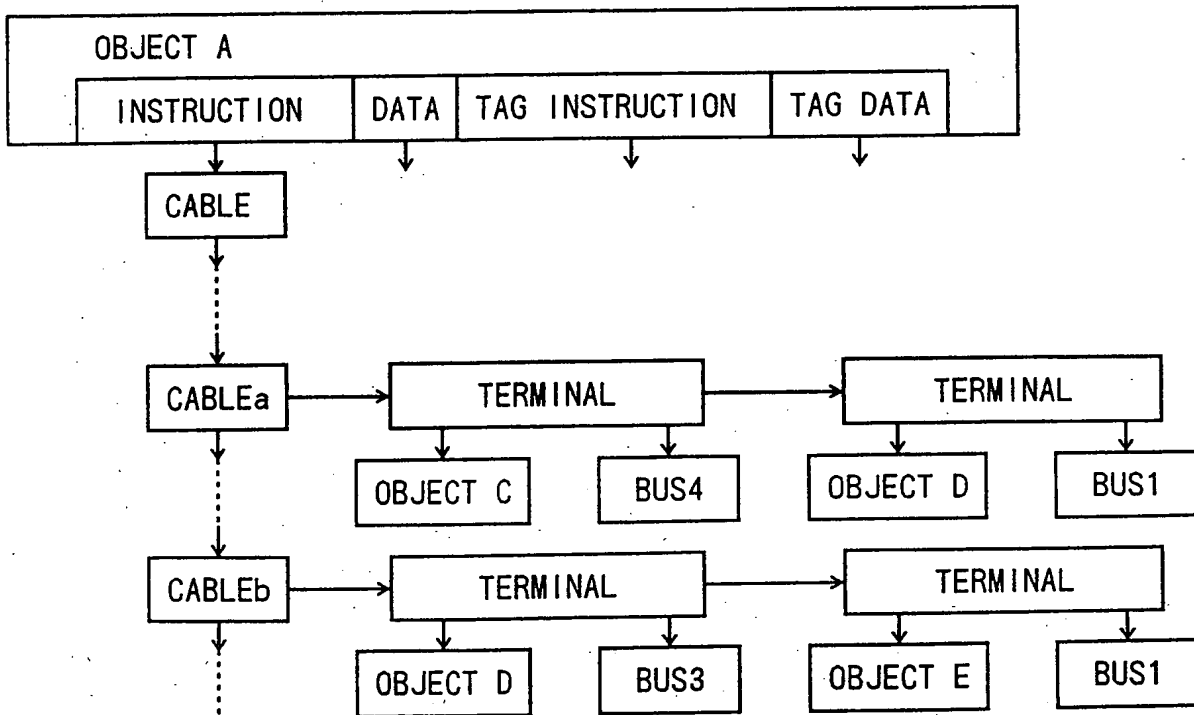 OBJECT A
INSTRUCTION DATA TAG INSTRUCTION TAG DATA
CABLE
CABLEa TERMINAL TERMINAL
OBJECT C BUS4 OBJECT D BUS1
CABLEb TERMINAL TERMINAL
OBJECT D BUS3 OBJECT E BUS1